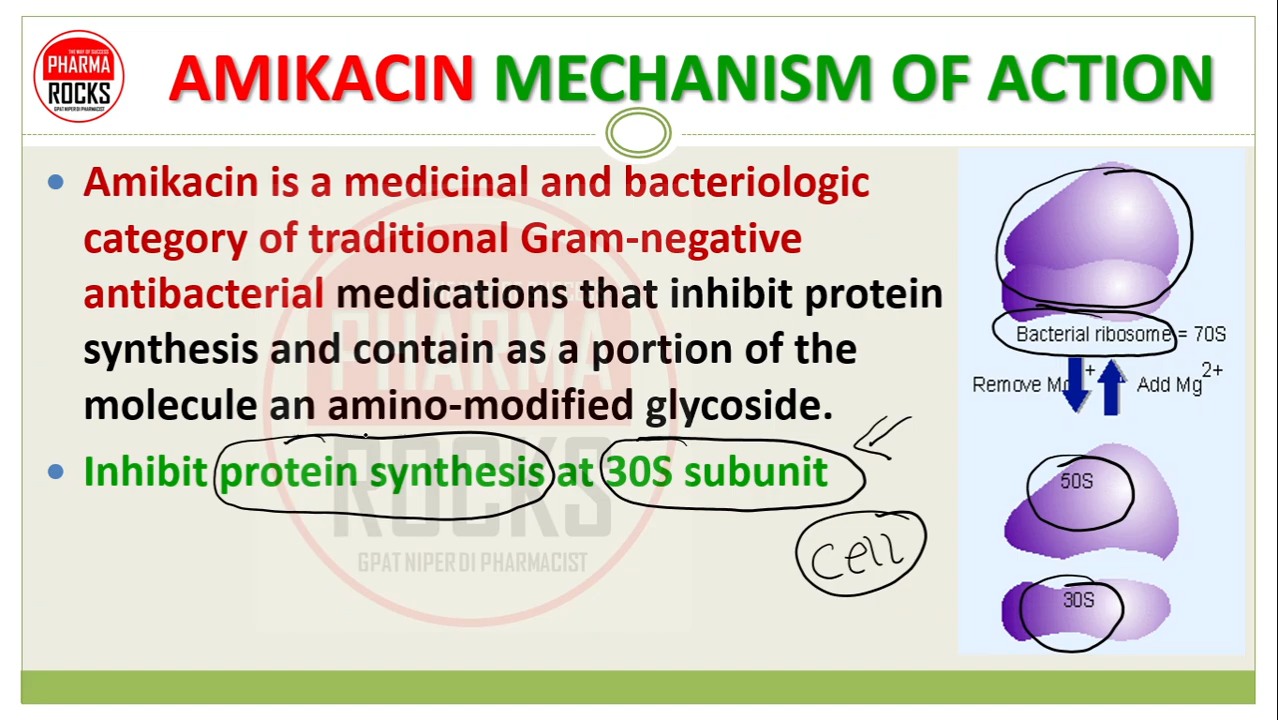 THE WAY OF SUCCESS
PHARMA
ROCKS
GPAT NIPER DI PHARMACIST
AMIKACIN MECHANISM OF ACTION
• Amikacin is a medicinal and bacteriologic
category of traditional Gram-negative
antibacterial medications that inhibit protein
synthesis and contain as a portion of the
molecule an amino-modified glycoside.
• Inhibit protein synthesis at 30S subunit
cell
PHARMA
ROCKS
GPAT NIPER DI PHARMACIST
Bacterial ribosome = 70S
Remove Mg2+ Add Mg2+
50S
30S